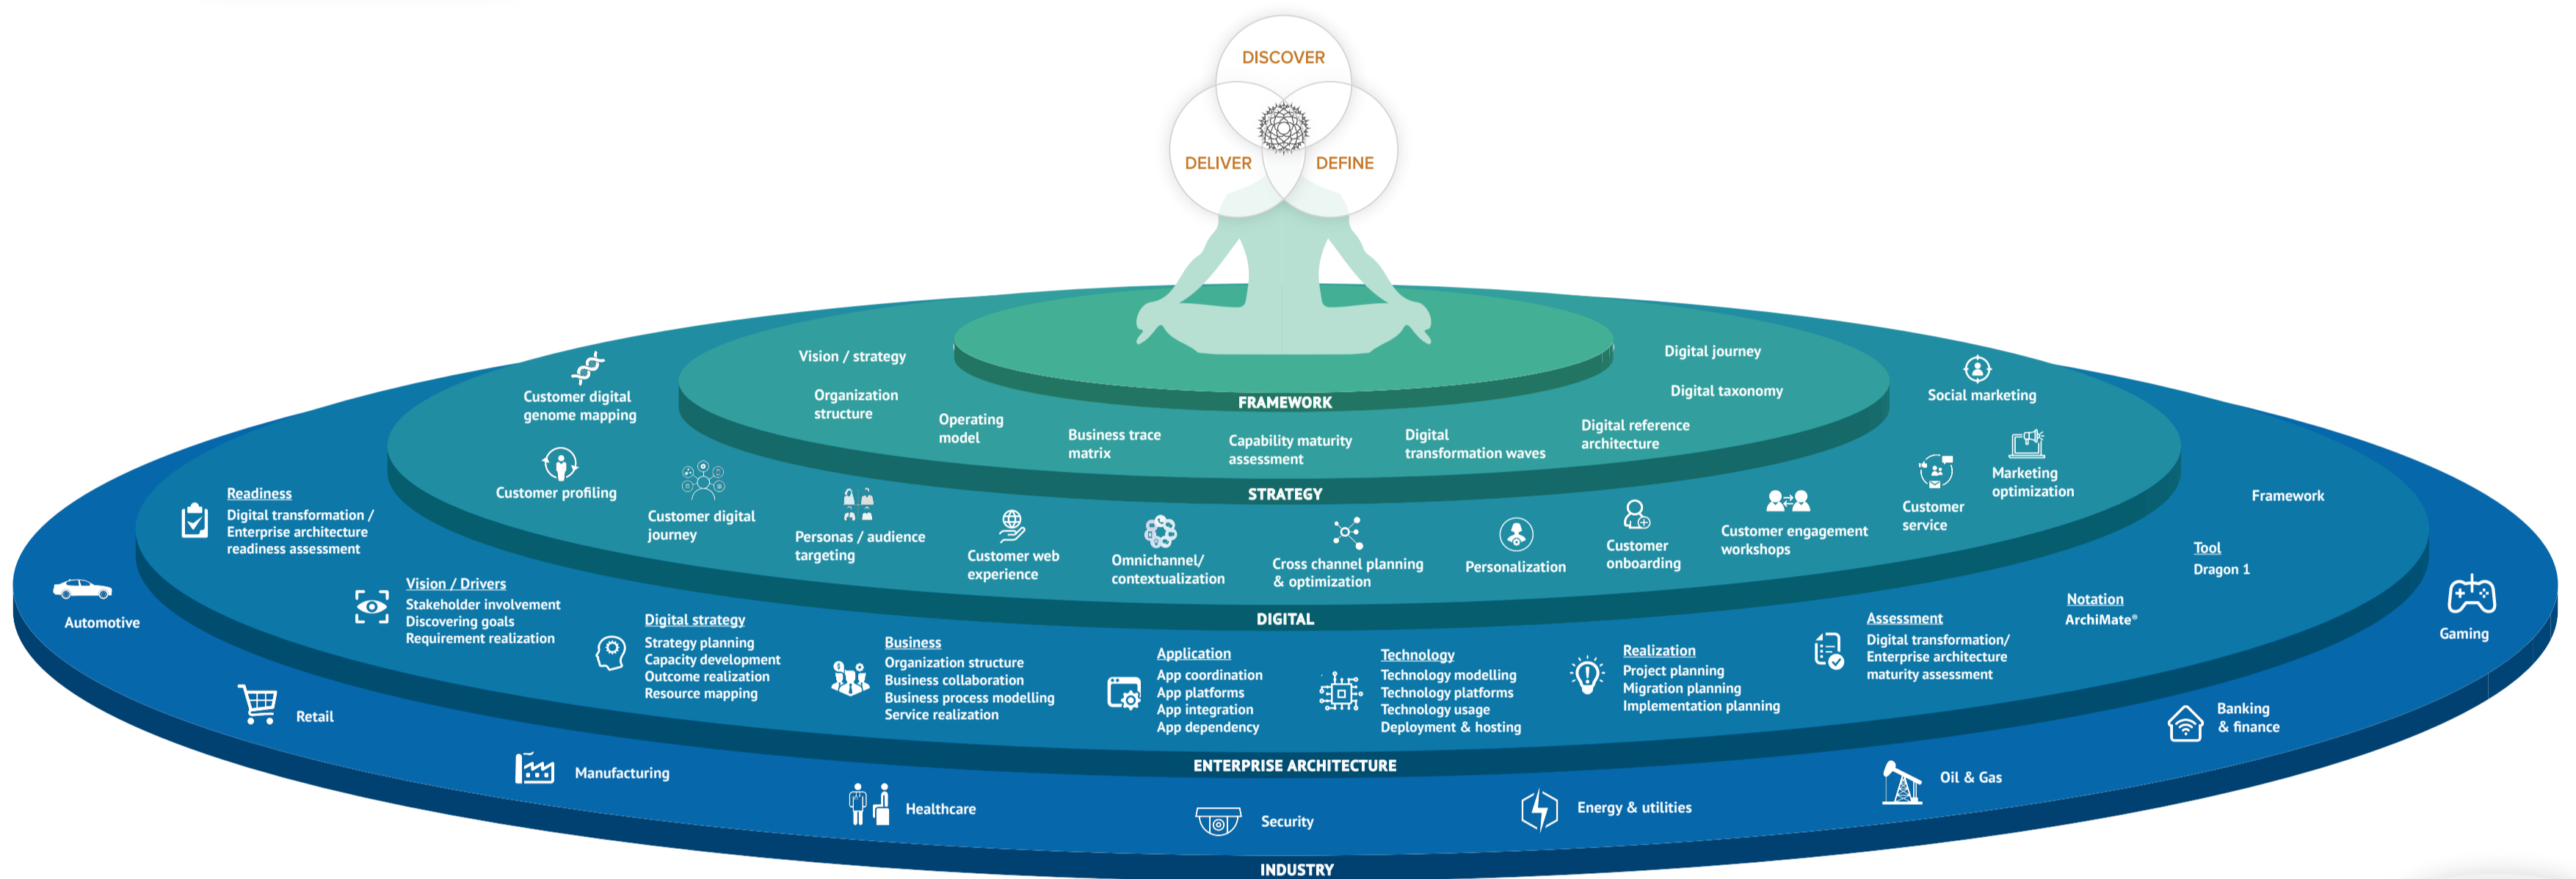 DISCOVER
DELIVER
DEFINE
FRAMEWORK
Vision / strategy
Organization
structure
Operating
model
Business trace
matrix
Capability maturity
assessment
Digital
transformation waves
Digital reference
architecture
Digital taxonomy
Digital journey
STRATEGY
Customer digital
genome mapping
Customer profiling
Customer digital
journey
Personas / audience
targeting
Customer web
experience
Omnichannel/
contextualization
Cross channel planning
& optimization
Personalization
Customer
onboarding
Customer engagement
workshops
Customer
service
Marketing
optimization
Social marketing
DIGITAL
Readiness
Digital transformation /
Enterprise architecture
readiness assessment
Vision / Drivers
Stakeholder involvement
Discovering goals
Requirement realization
Digital strategy
Strategy planning
Capacity development
Outcome realization
Resource mapping
Business
Organization structure
Business collaboration
Business process modelling
Service realization
Application
App coordination
App platforms
App integration
App dependency
Technology
Technology modelling
Technology platforms
Technology usage
Deployment & hosting
Realization
Project planning
Migration planning
Implementation planning
Assessment
Digital transformation/
Enterprise architecture
maturity assessment
Notation
ArchiMate®
Tool
Dragon 1
Framework
ENTERPRISE ARCHITECTURE
Automotive
Retail
Manufacturing
Healthcare
Security
Energy & utilities
Oil & Gas
Banking
& finance
Gaming
INDUSTRY